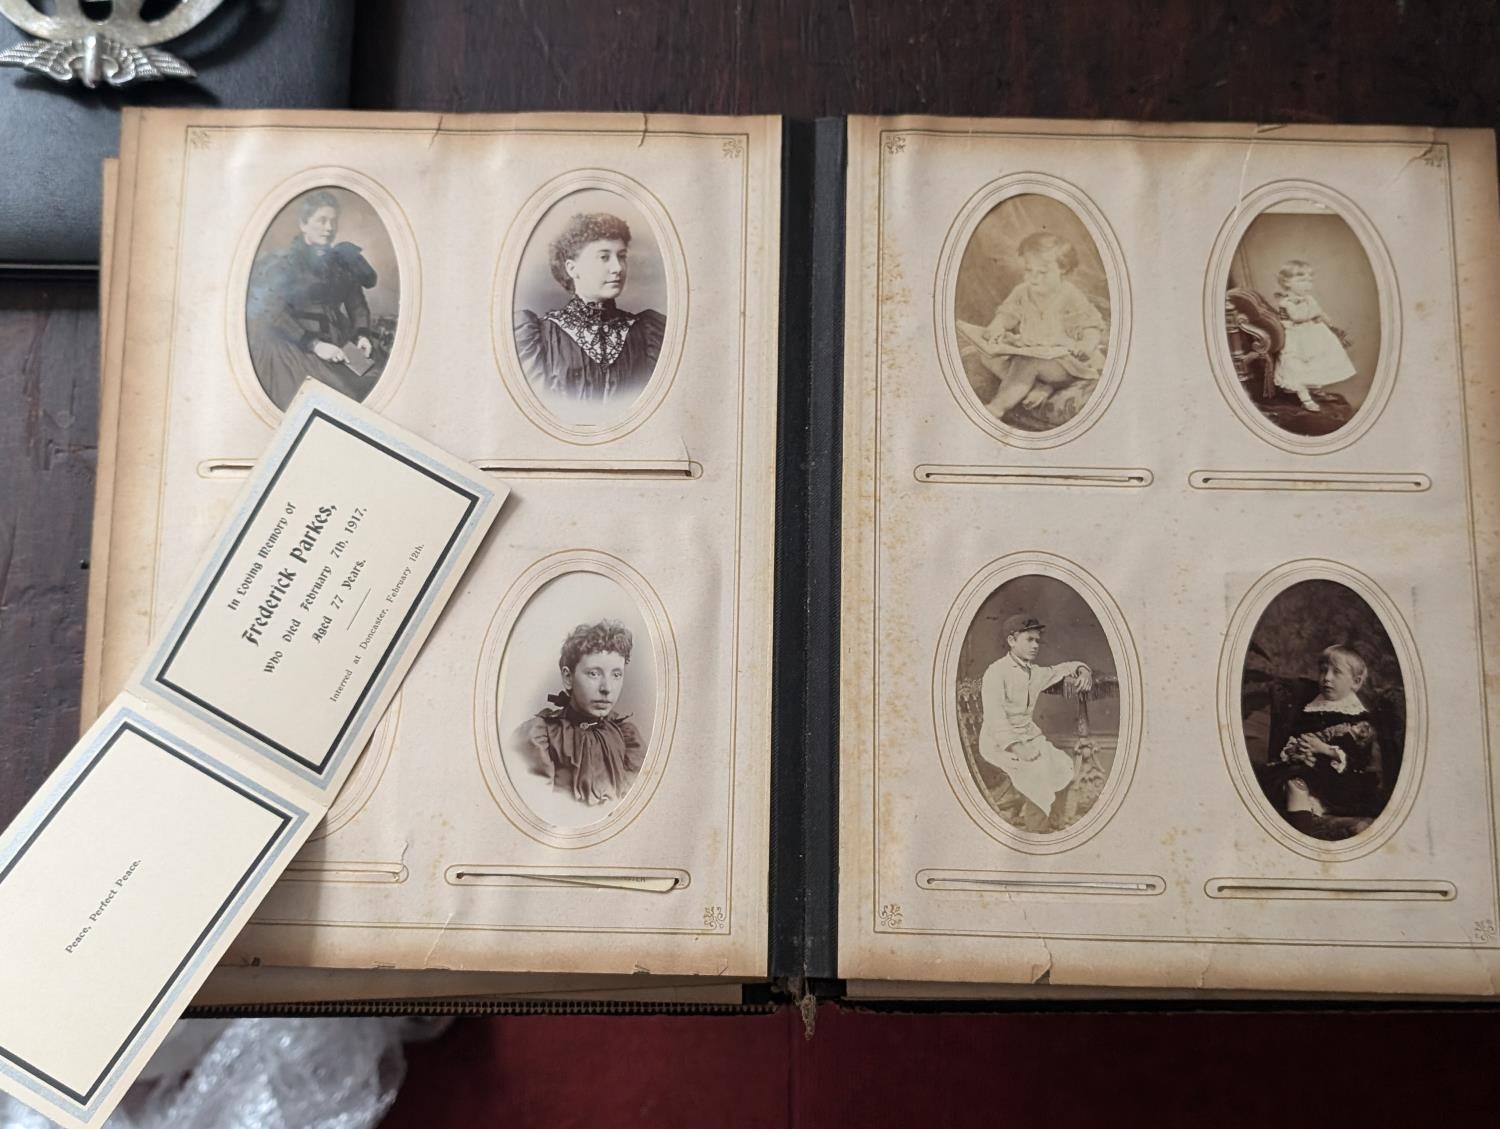 In Loving Memory of
Frederick Parkes,
Who Died February 7th, 1917.
Aged 77 Years.
Interred at Doncaster, February 12th.
Peace, Perfect Peace.